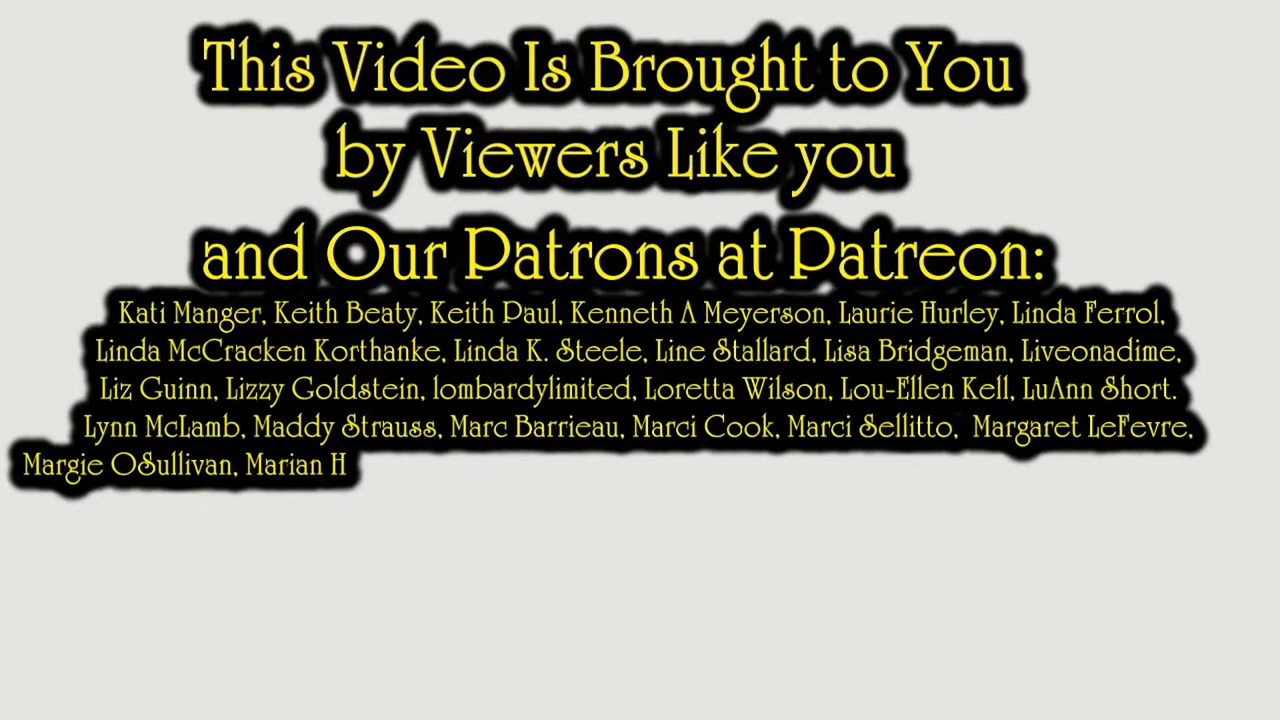 This Video Is Brought to You
by Viewers Like you
and Our Patrons at Patreon:
Kati Manger, Keith Beaty, Keith Paul, Kenneth A Meyerson, Laurie Hurley, Linda Ferrol,
Linda McCracken Korthanke, Linda K. Steele, Line Stallard, Lisa Bridgeman, Liveonadime,
Liz Guinn, Lizzy Goldstein, lombardylimited, Loretta Wilson, Lou-Ellen Kell, LuAnn Short.
Lynn McLamb, Maddy Strauss, Marc Barrieau, Marci Cook, Marci Sellitto, Margaret LeFevre,
Margie OSullivan, Marian H